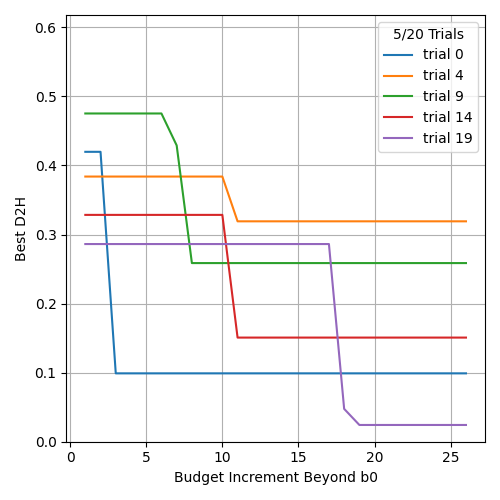 5/20 Trials
trial 0
trial 4
trial 9
trial 14
trial 19
Best D2H
0.6
0.5
0.4
0.3
0.2
0.1
0.0
0 5 10 15 20 25
Budget Increment Beyond b0